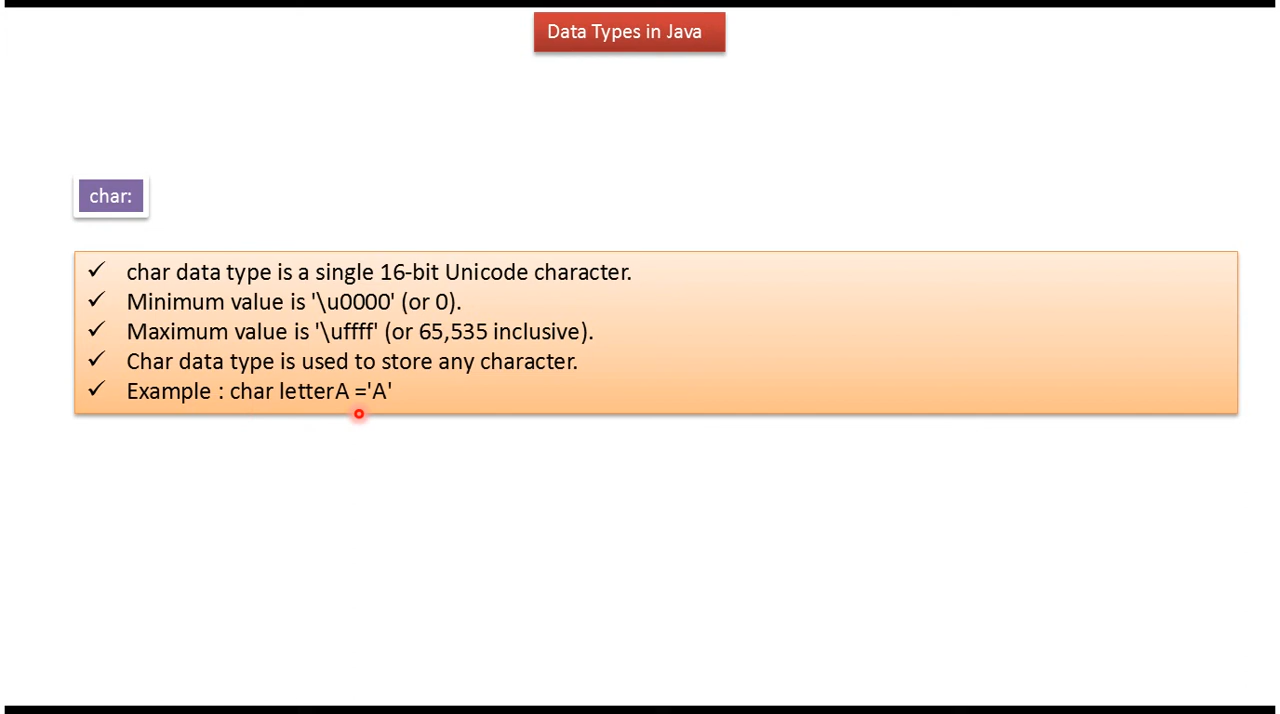 Data Types in Java
char:
✓ char data type is a single 16-bit Unicode character.
✓ Minimum value is '\u0000' (or 0).
✓ Maximum value is '\uffff' (or 65,535 inclusive).
✓ Char data type is used to store any character.
✓ Example : char letterA ='A'